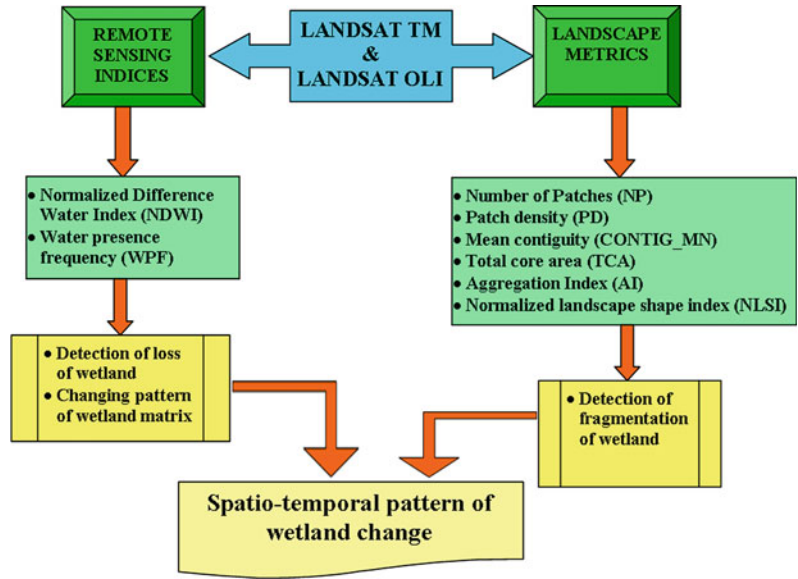 REMOTE
SENSING
INDICES
LANDSAT TM
&
LANDSAT OLI
LANDSCAPE
METRICS
• Normalized Difference
Water Index (NDWI)
• Water presence
frequency (WPF)
• Number of Patches (NP)
• Patch density (PD)
• Mean contiguity (CONTIG_MN)
• Total core area (TCA)
• Aggregation Index (AI)
• Normalized landscape shape index (NLSI)
• Detection of loss
of wetland
• Changing pattern
of wetland matrix
• Detection of
fragmentation
of wetland
Spatio-temporal pattern of
wetland change